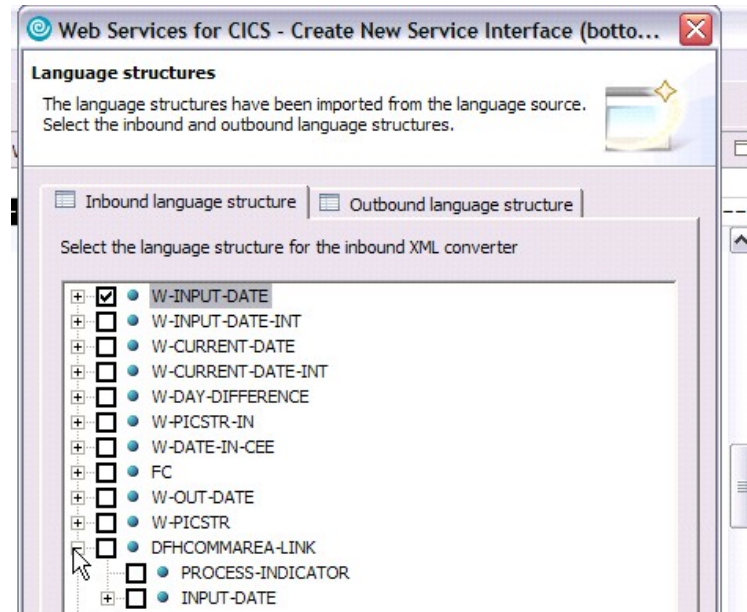 Web Services for CICS - Create New Service Interface (botto...
Language structures
The language structures have been imported from the language source.
Select the inbound and outbound language structures.
Inbound language structure
Outbound language structure
Select the language structure for the inbound XML converter
W-INPUT-DATE
W-INPUT-DATE-INT
W-CURRENT-DATE
W-CURRENT-DATE-INT
W-DAY-DIFFERENCE
W-PICSTR-IN
W-DATE-IN-CEE
FC
W-OUT-DATE
W-PICSTR
DFHCOMMAREA-LINK
PROCESS-INDICATOR
INPUT-DATE